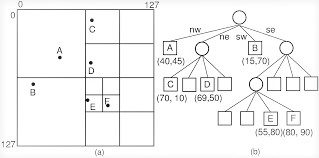 0 127
0
C
A
D
B
E F
127
(a)
nw ne sw se
A B
(40,45) (15,70)
C D
(70, 10) (69,50)
E F
(55,80)(80, 90)
(b)